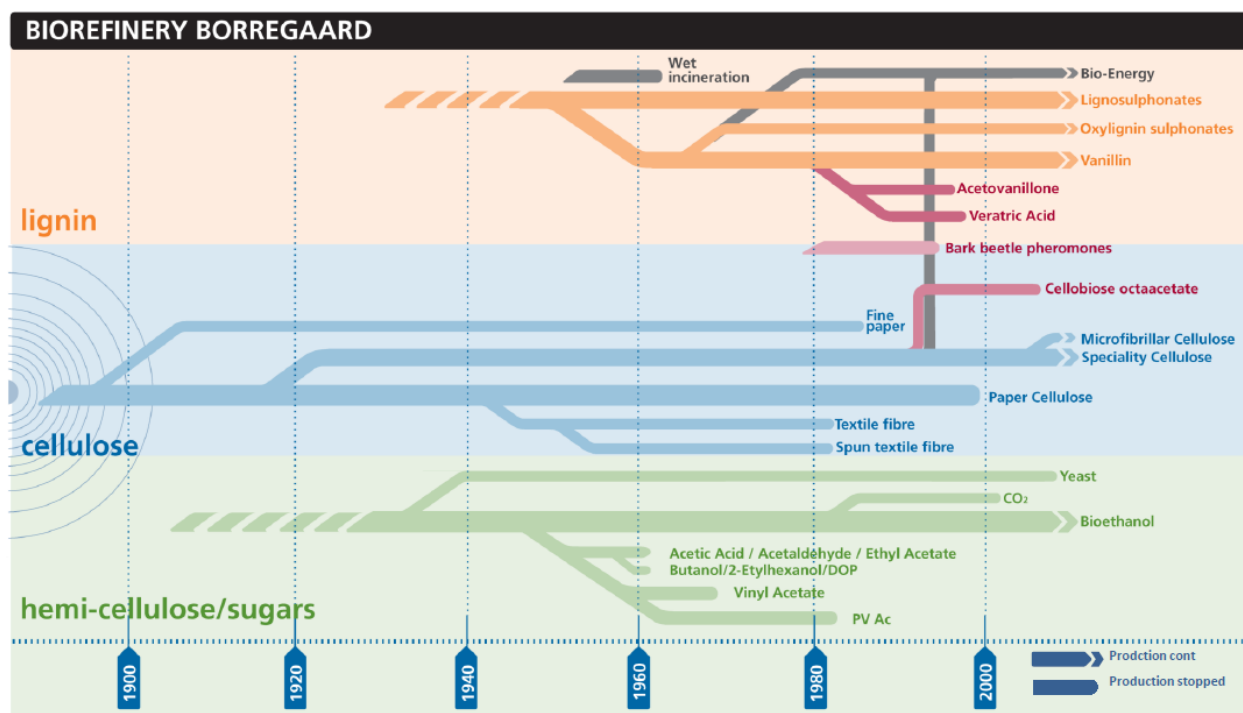 BIOREFINERY BORREGAARD
Wet
incineration
Bio-Energy
Lignosulphonates
Oxylignin sulphonates
Vanillin
Acetovanillone
Veratric Acid
lignin
Bark beetle pheromones
Cellobiose octaacetate
Fine
paper
Microfibrillar Cellulose
Speciality Cellulose
Paper Cellulose
Textile fibre
cellulose
Spun textile fibre
Yeast
CO₂
Bioethanol
Acetic Acid / Acetaldehyde / Ethyl Acetate
Butanol/2-Etylhexanol/DOP
Vinyl Acetate
hemi-cellulose/sugars
PV Ac
1900
1920
1940
1960
1980
2000
Prodction cont
Production stopped